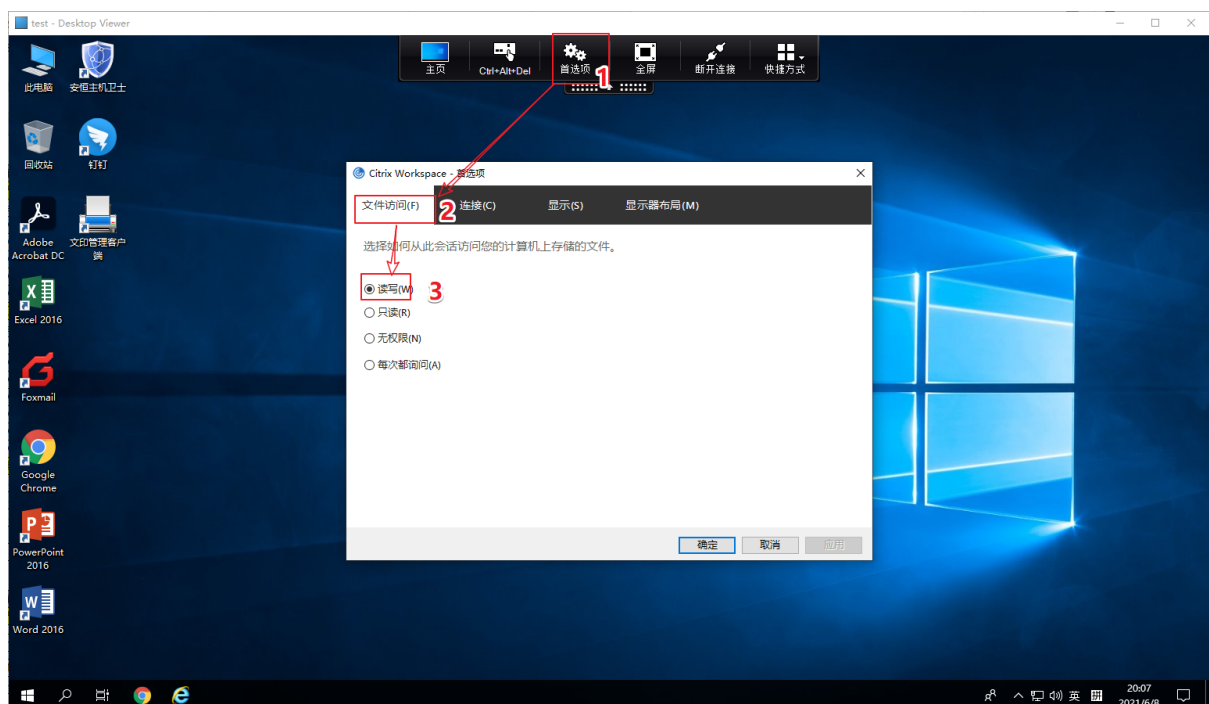 test - Desktop Viewer
主页
Ctrl+Alt+Del
首选项
1
全屏
断开连接
快捷方式
此电脑
安恒主机卫士
回收站
钉钉
Adobe
Acrobat DC
文印管理客户
端
Excel 2016
Foxmail
Google
Chrome
PowerPoint
2016
Word 2016
Citrix Workspace - 首选项
文件访问(F)
2
连接(C)
显示(S)
显示器布局(M)
选择如何从此会话访问您的计算机上存储的文件。
读写(W)
3
只读(R)
无权限(N)
每次都询问(A)
确定
取消
应用
英
拼
20:07
2021/6/8